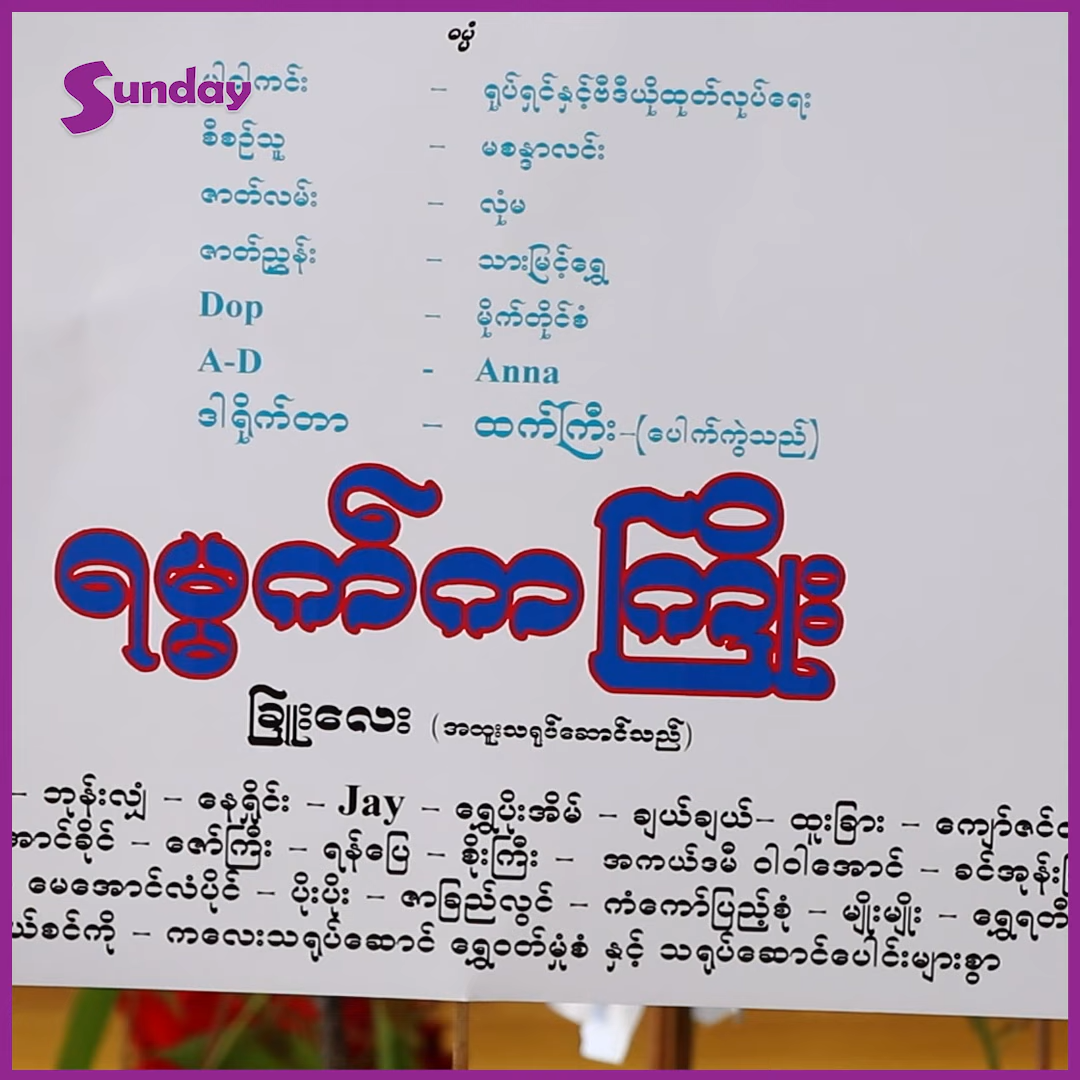 ဓမ္မံ
Sunday
ဝါဝါကင်း – ရုပ်ရှင်နှင့်ဗီဒီယိုထုတ်လုပ်ရေး
စီစဉ်သူ – မစန္ဒာလင်း
ဇာတ်လမ်း – လုံမ
ဇာတ်ညွှန်း – သားမြင့်ရွှေ
Dop – မိုက်တိုင်စံ
A-D - Anna
ဒါရိုက်တာ – ထက်ကြီး–(ပေါက်ကွဲသည်)
ရမ္မက်ကကြိုး
ခြူးလေး (အထူးသရုပ်ဆောင်သည်)
– ဘုန်းလျှံ – နေရှိုင်း – Jay – ရွှေပိုးအိမ် – ချယ်ချယ်– ထူးခြား – ကျော်ဇင်
အောင်ခိုင် – ဇော်ကြီး – ရန်ပြေ – စိုးကြီး – အကယ်ဒမီ ဝါဝါအောင် – ခင်အုန်း
မေအောင်လံပိုင် – ပိုးပိုး – ဇာခြည်လွင် – ကံကော်ပြည့်စုံ – မျိုးမျိုး – ရွှေရတီ
ယ်စင်ကို – ကလေးသရုပ်ဆောင် ရွှေဝတ်မှုံစံ နှင့် သရုပ်ဆောင်ပေါင်းများစွာ